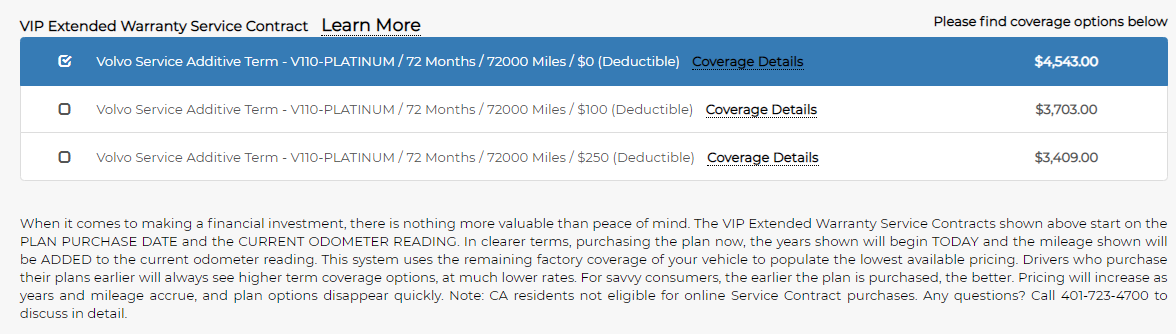 VIP Extended Warranty Service Contract Learn More Please find coverage options below
Volvo Service Additive Term - V110-PLATINUM / 72 Months / 72000 Miles / $0 (Deductible) Coverage Details $4,543.00
Volvo Service Additive Term - V110-PLATINUM / 72 Months / 72000 Miles / $100 (Deductible) Coverage Details $3,703.00
Volvo Service Additive Term - V110-PLATINUM / 72 Months / 72000 Miles / $250 (Deductible) Coverage Details $3,409.00
When it comes to making a financial investment, there is nothing more valuable than peace of mind. The VIP Extended Warranty Service Contracts shown above start on the
PLAN PURCHASE DATE and the CURRENT ODOMETER READING. In clearer terms, purchasing the plan now, the years shown will begin TODAY and the mileage shown will
be ADDED to the current odometer reading. This system uses the remaining factory coverage of your vehicle to populate the lowest available pricing. Drivers who purchase
their plans earlier will always see higher term coverage options, at much lower rates. For savvy consumers, the earlier the plan is purchased, the better. Pricing will increase as
years and mileage accrue, and plan options disappear quickly. Note: CA residents not eligible for online Service Contract purchases. Any questions? Call 401-723-4700 to
discuss in detail.